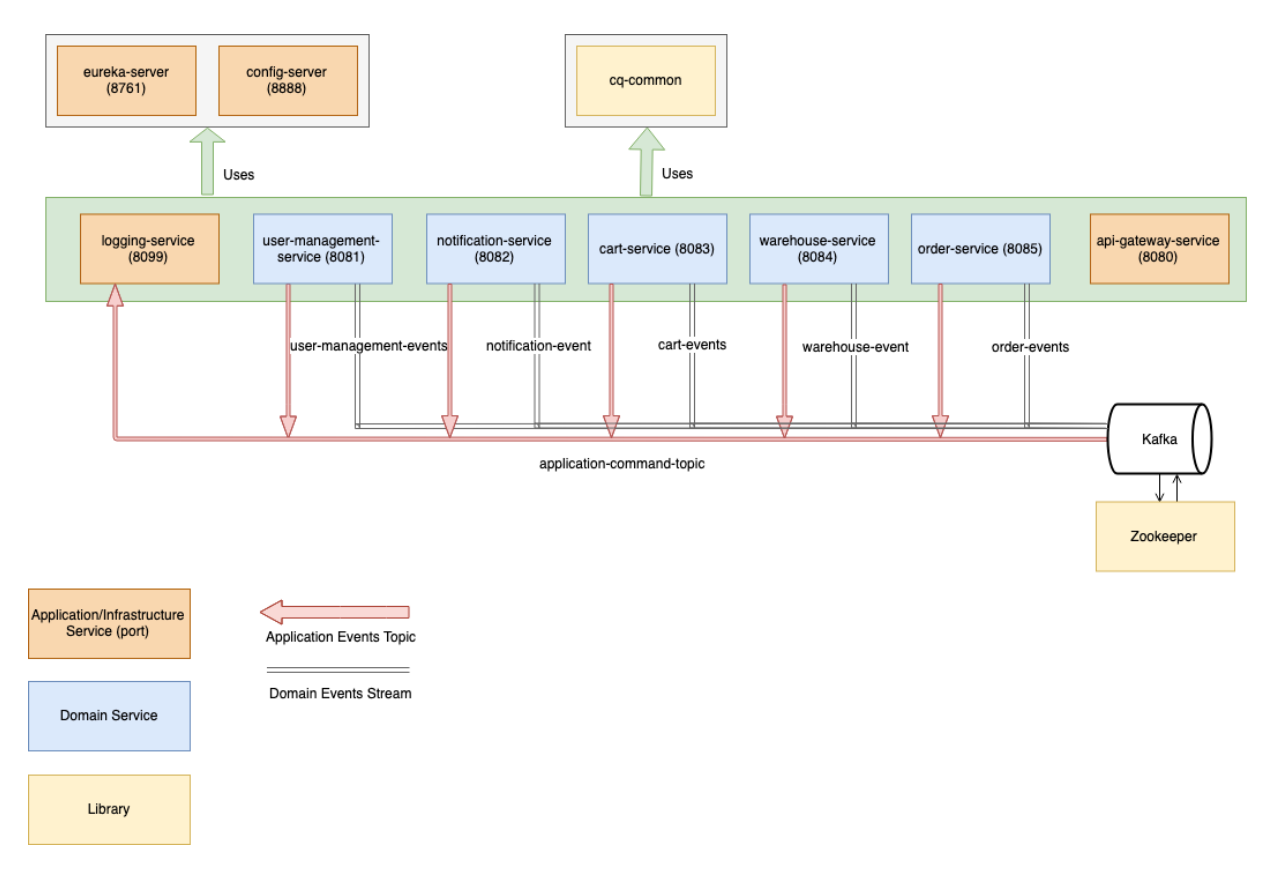 eureka-server
(8761)
config-server
(8888)
cq-common
Uses
Uses
logging-service
(8099)
user-management-
service (8081)
notification-service
(8082)
cart-service (8083)
warehouse-service
(8084)
order-service (8085)
api-gateway-service
(8080)
user-management-events
notification-event
cart-events
warehouse-event
order-events
Kafka
application-command-topic
Zookeeper
Application/Infrastructure
Service (port)
Application Events Topic
Domain Events Stream
Domain Service
Library